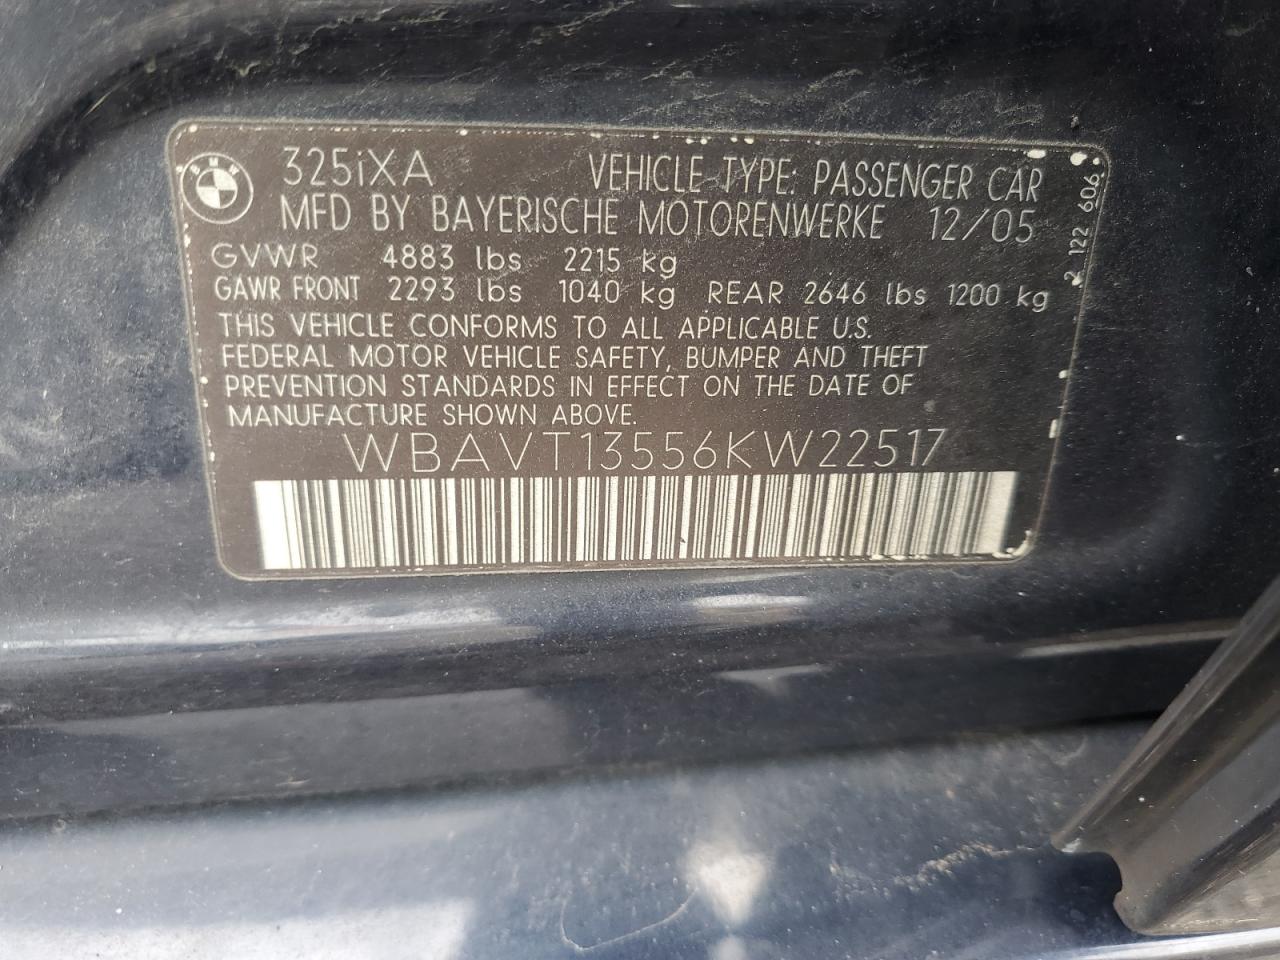 325iXA VEHICLE TYPE: PASSENGER CAR
MFD BY BAYERISCHE MOTORENWERKE 12/05
GVWR 4883 lbs 2215 kg
GAWR FRONT 2293 lbs 1040 kg REAR 2646 lbs 1200 kg
THIS VEHICLE CONFORMS TO ALL APPLICABLE U.S.
FEDERAL MOTOR VEHICLE SAFETY, BUMPER AND THEFT
PREVENTION STANDARDS IN EFFECT ON THE DATE OF
MANUFACTURE SHOWN ABOVE.
WBAVT13556KW22517
2 122 606